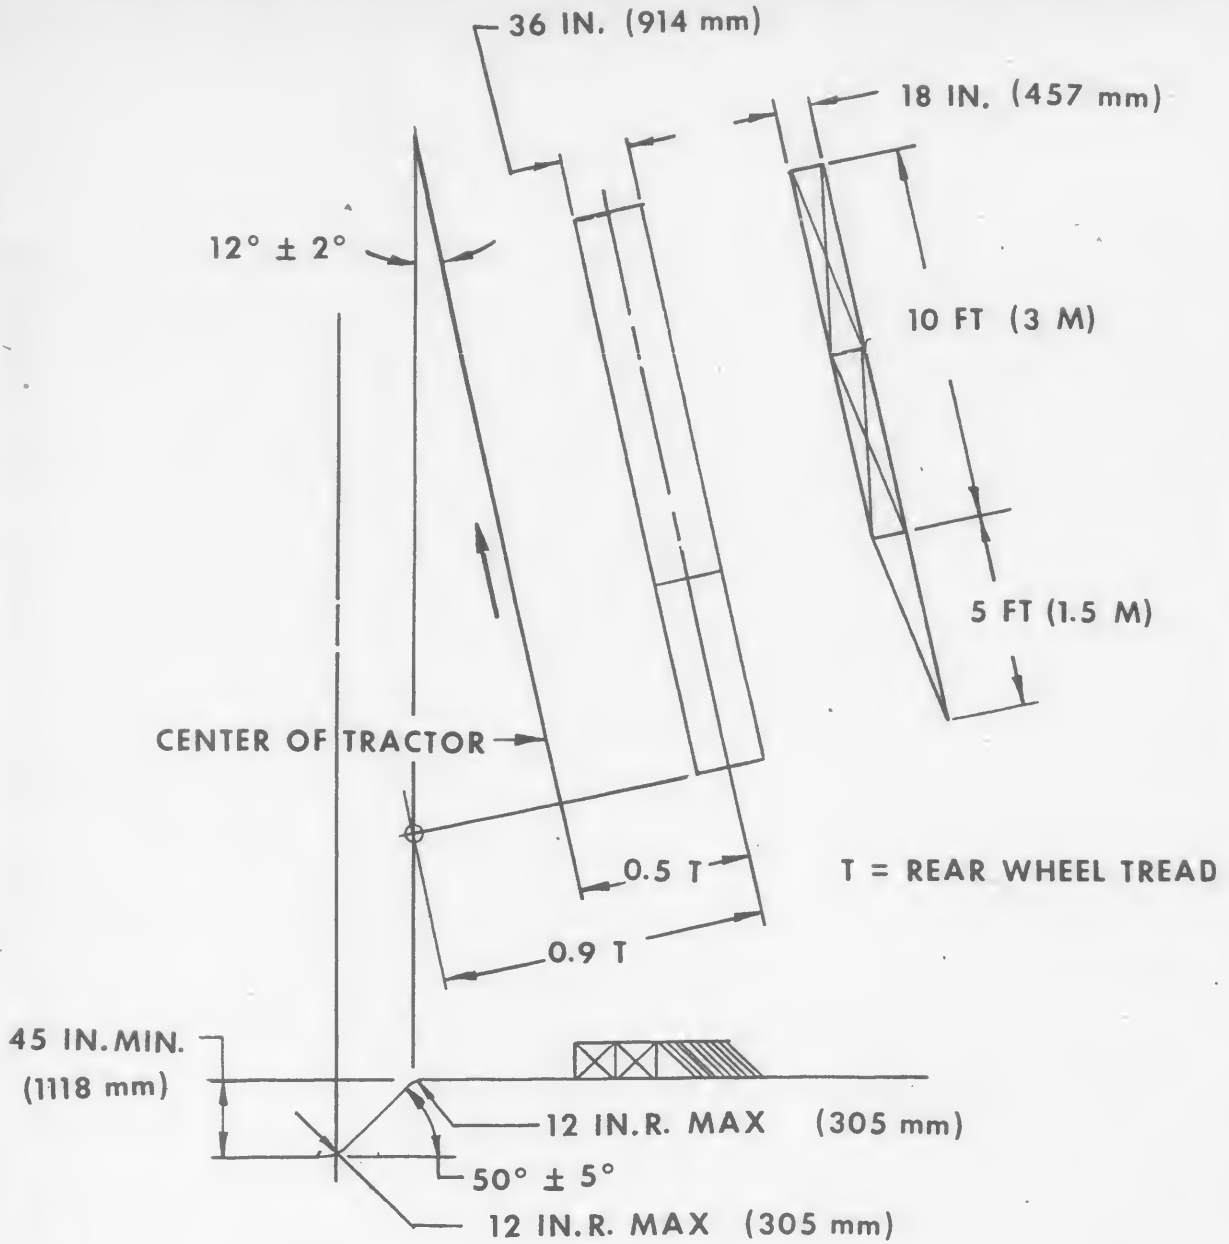 36 IN. (914 mm)
18 IN. (457 mm)
12° ± 2°
10 FT (3 M)
5 FT (1.5 M)
CENTER OF TRACTOR
0.5 T
T = REAR WHEEL TREAD
0.9 T
45 IN. MIN.
(1118 mm)
12 IN.R. MAX (305 mm)
50° ± 5°
12 IN.R. MAX (305 mm)